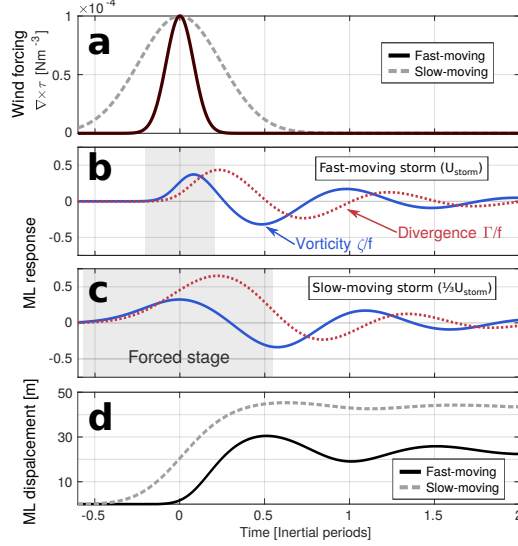 1 × 10⁻⁴
a
Wind forcing
∇×τ [Nm⁻³]
0.5
0
Fast-moving
Slow-moving
b
ML response
0.5
0
-0.5
Fast-moving storm (U_storm)
Vorticity ζ/f
Divergence Γ/f
c
0.5
0
-0.5
Slow-moving storm (⅓U_storm)
Forced stage
d
ML dispalcement [m]
50
30
10
Fast-moving
Slow-moving
-0.5 0 0.5 1 1.5 2
Time [Inertial periods]